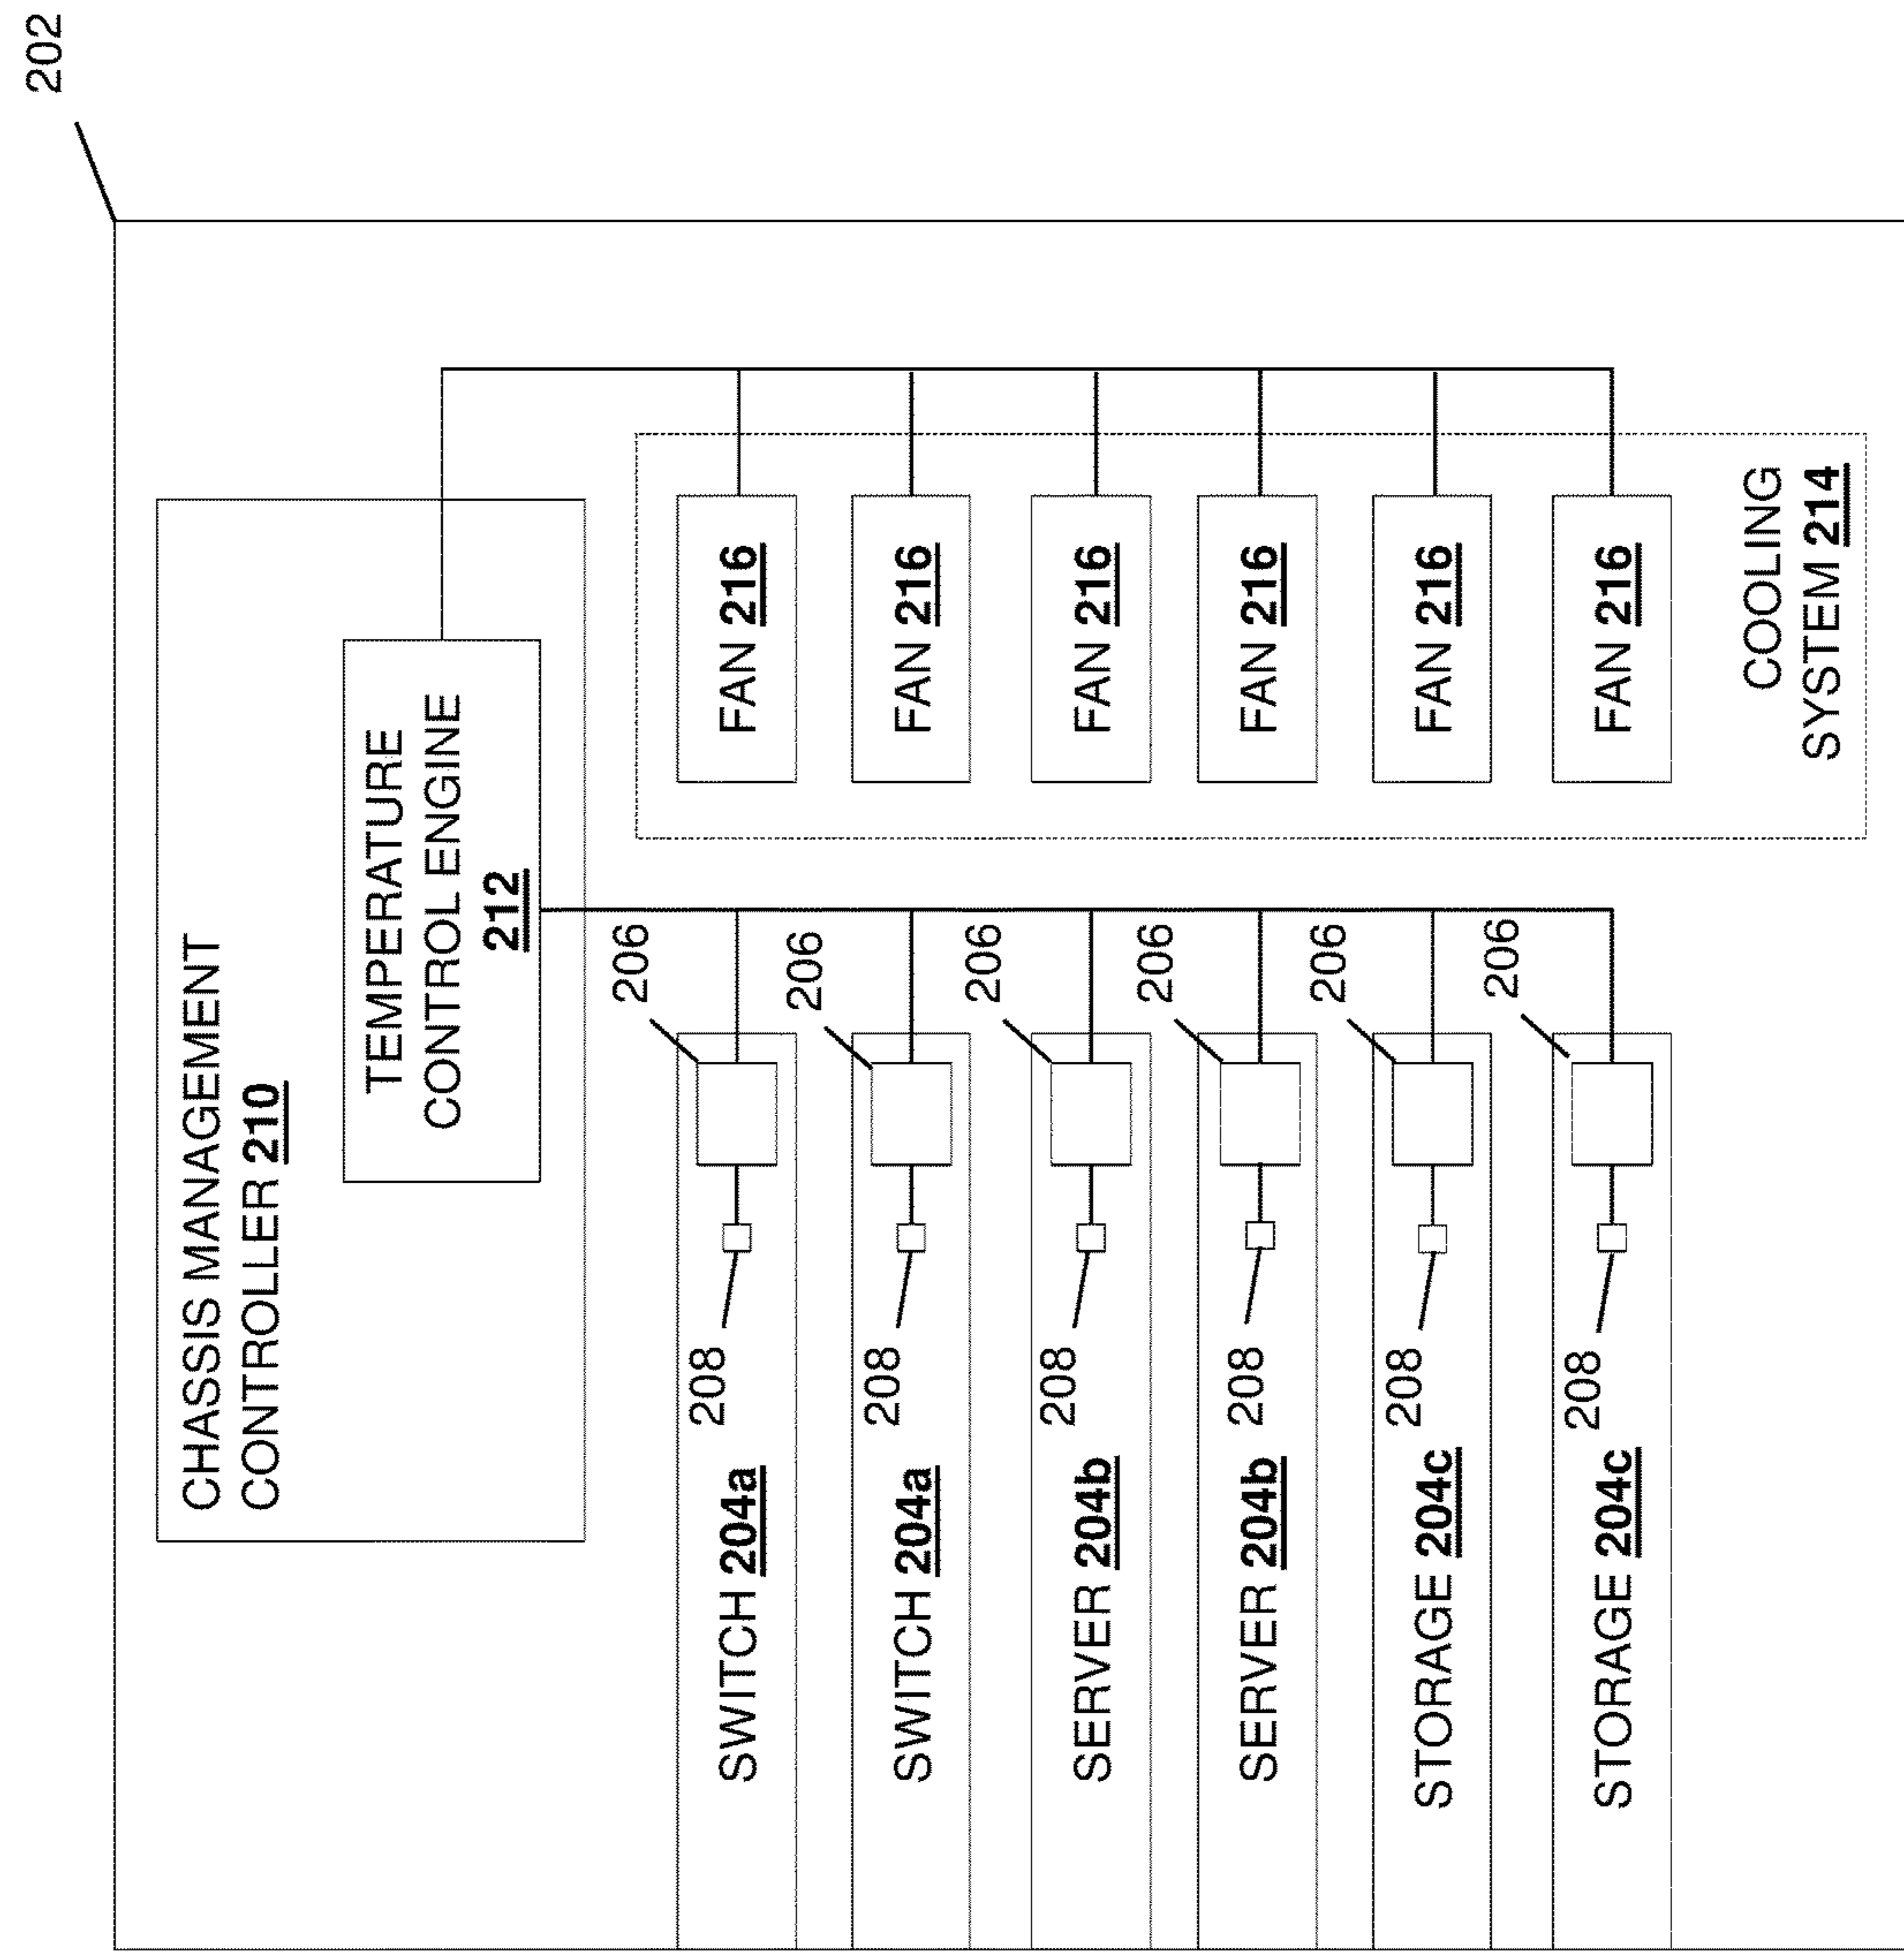 202
CHASSIS MANAGEMENT
CONTROLLER 210
TEMPERATURE
CONTROL ENGINE
212
SWITCH 204a
208
206
FAN 216
SWITCH 204a
208
206
FAN 216
SERVER 204b
208
206
FAN 216
SERVER 204b
208
206
FAN 216
STORAGE 204c
208
206
FAN 216
STORAGE 204c
208
206
FAN 216
COOLING
SYSTEM 214